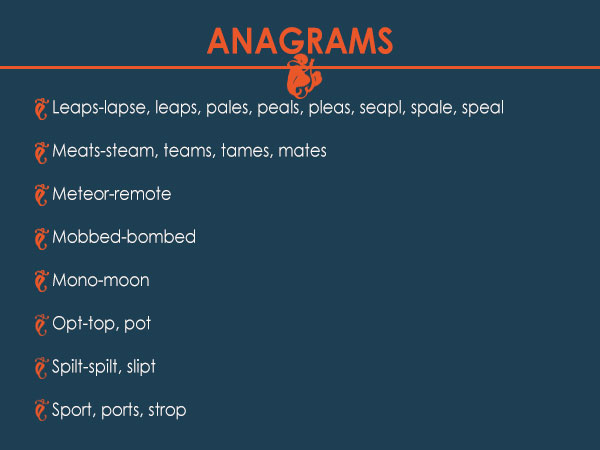 ANAGRAMS
Leaps-lapse, leaps, pales, peals, pleas, seapl, spale, speal
Meats-steam, teams, tames, mates
Meteor-remote
Mobbed-bombed
Mono-moon
Opt-top, pot
Spilt-spilt, slipt
Sport, ports, strop